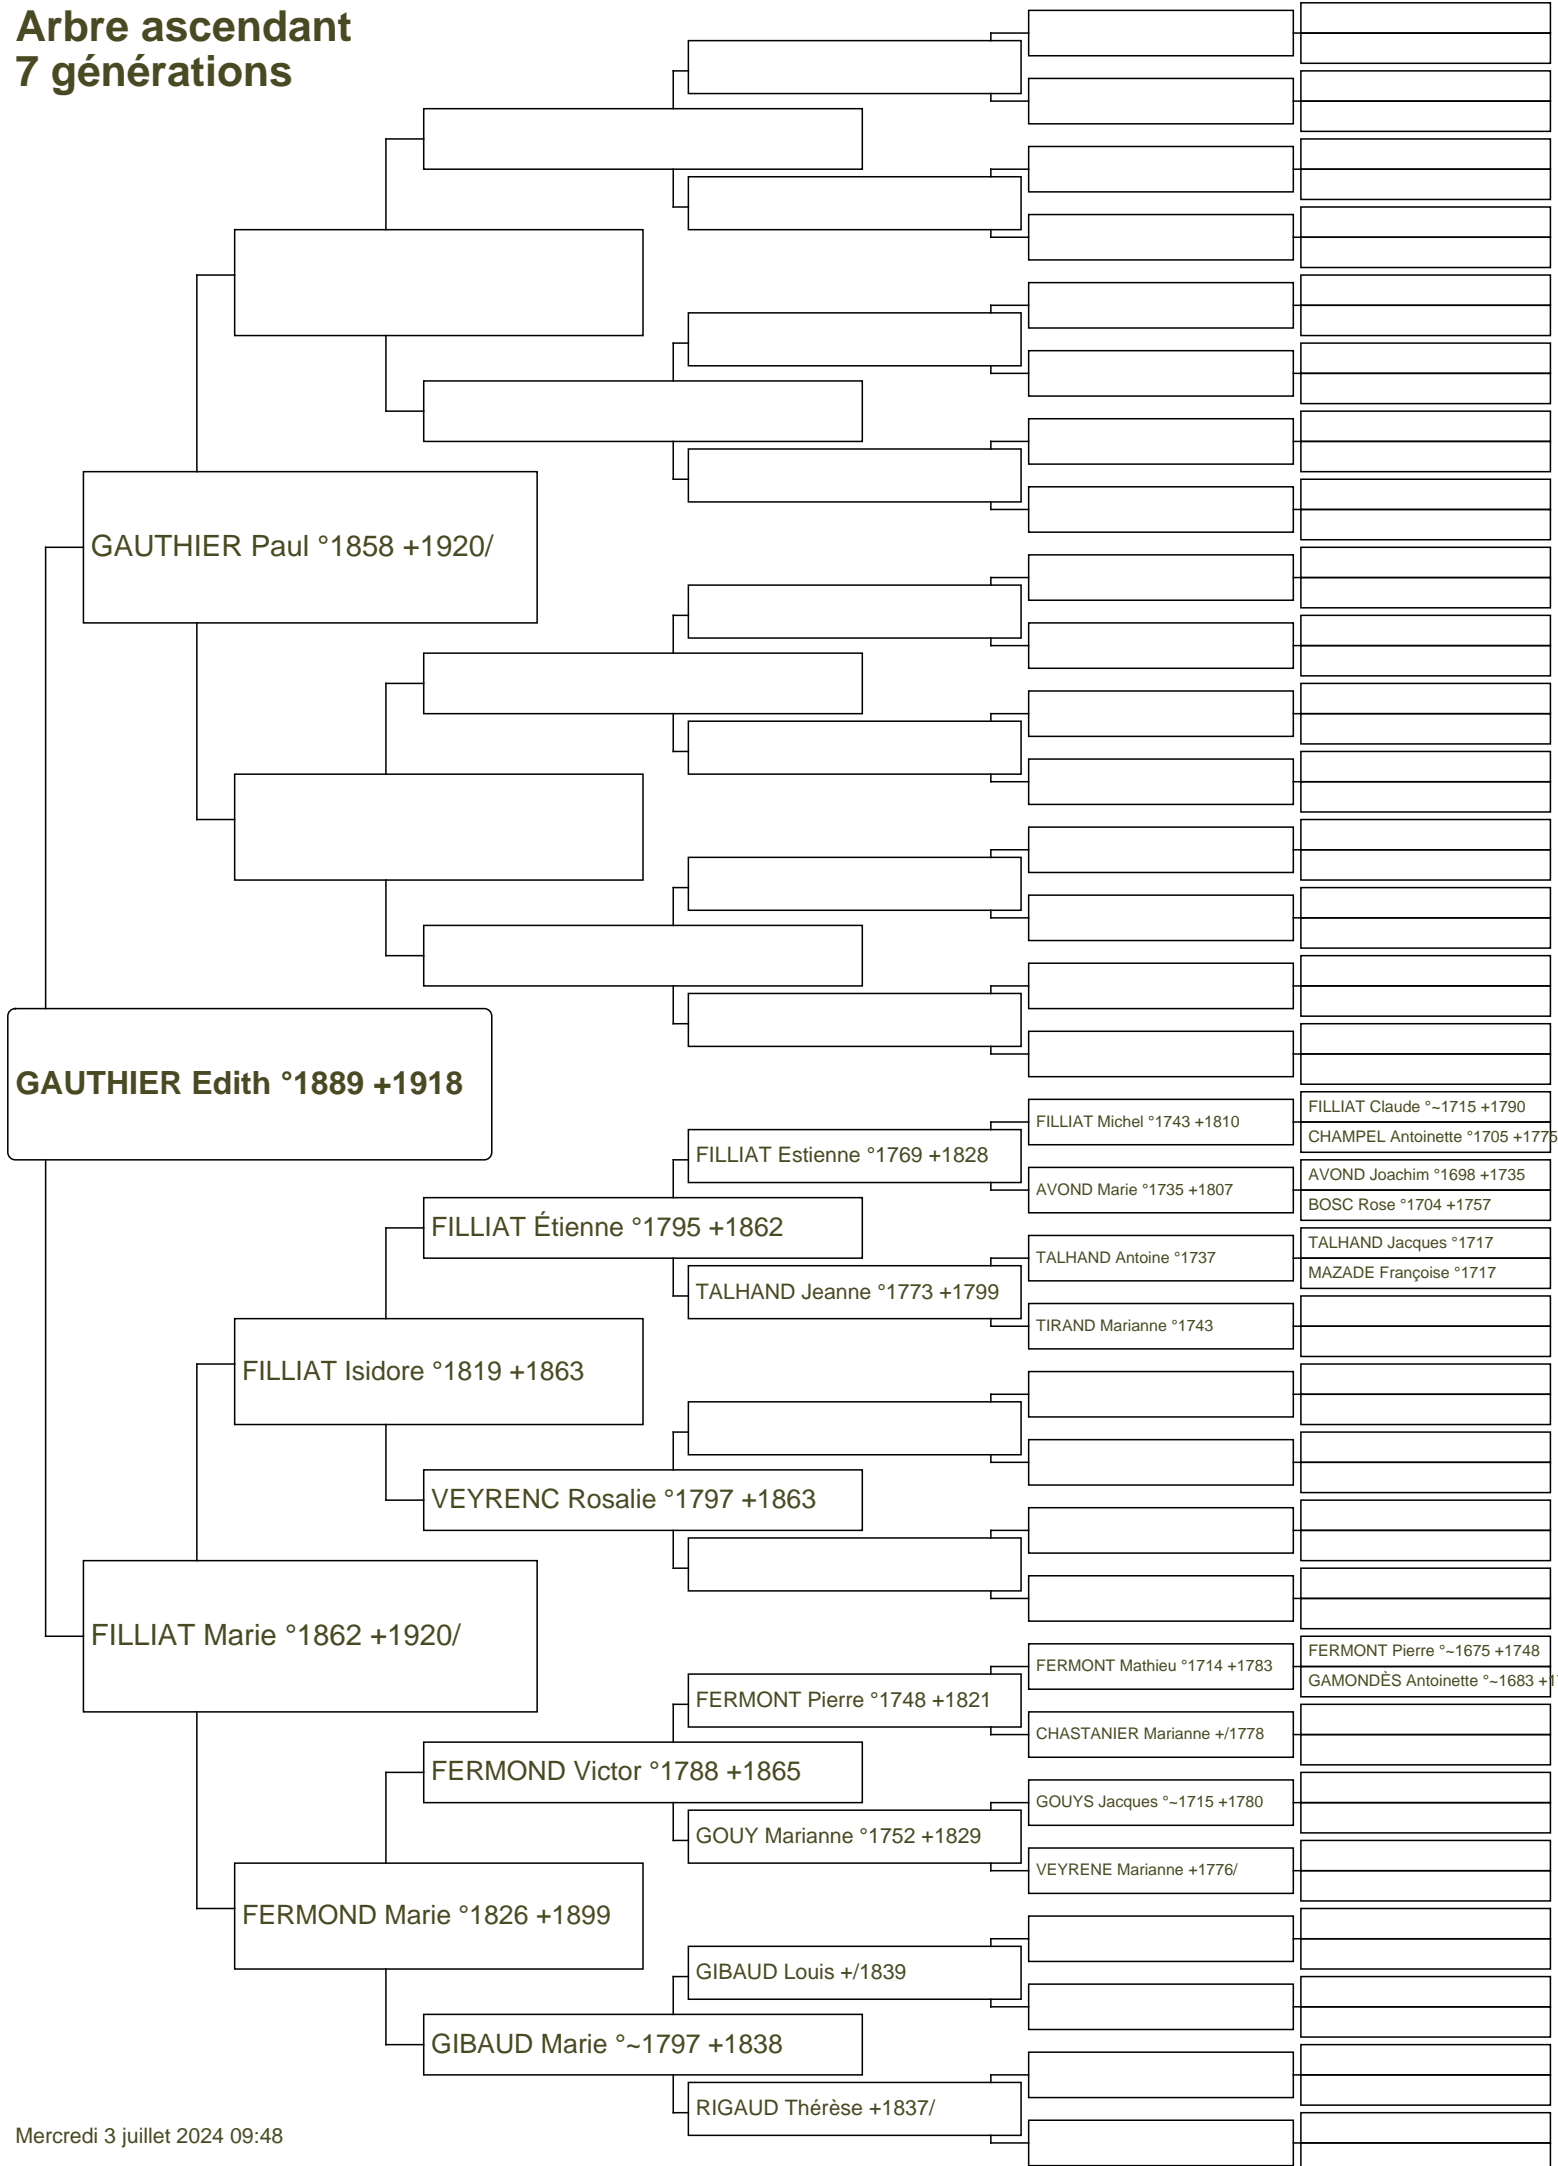 Arbre ascendant
7 générations
GAUTHIER Paul °1858 +1920/
GAUTHIER Edith °1889 +1918
FILLIAT Claude °~1715 +1790
FILLIAT Michel °1743 +1810
CHAMPEL Antoinette °1705 +1775
FILLIAT Estienne °1769 +1828
AVOND Joachim °1698 +1735
AVOND Marie °1735 +1807
BOSC Rose °1704 +1757
FILLIAT Étienne °1795 +1862
TALHAND Jacques °1717
TALHAND Antoine °1737
MAZADE Françoise °1717
TALHAND Jeanne °1773 +1799
TIRAND Marianne °1743
FILLIAT Isidore °1819 +1863
VEYRENC Rosalie °1797 +1863
FILLIAT Marie °1862 +1920/
FERMONT Pierre °~1675 +1748
FERMONT Mathieu °1714 +1783
GAMONDÈS Antoinette °~1683
FERMONT Pierre °1748 +1821
CHASTANIER Marianne +/1778
FERMOND Victor °1788 +1865
GOUYS Jacques °~1715 +1780
GOUY Marianne °1752 +1829
VEYRENE Marianne +1776/
FERMOND Marie °1826 +1899
GIBAUD Louis +/1839
GIBAUD Marie °~1797 +1838
RIGAUD Thérèse +1837/
Mercredi 3 juillet 2024 09:48